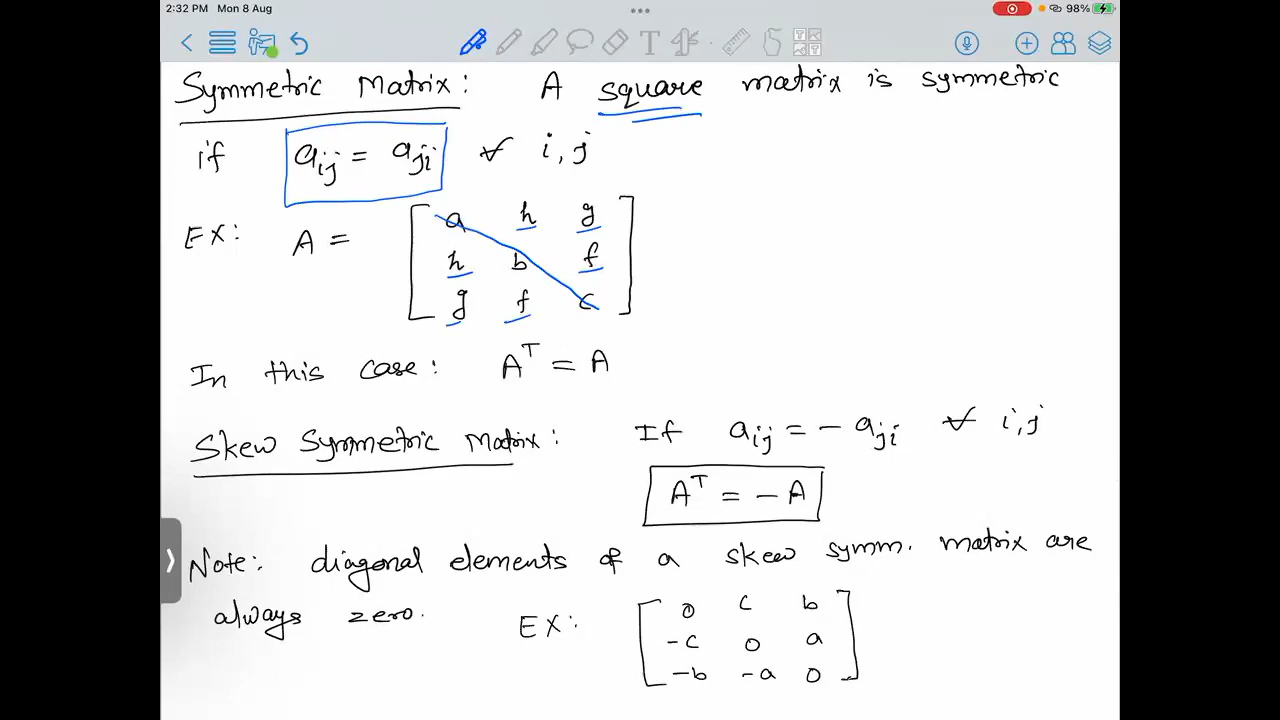 2:32 PM Mon 8 Aug 98%
T
Symmetric Matrix: A square matrix is symmetric
if aij = aji ∀ i, j
EX: A = [ a h g
h b f
g f c ]
In this case: A^T = A
Skew Symmetric Matrix: If aij = - aji ∀ i,j
A^T = - A
Note: diagonal elements of a skew symm. matrix are
always zero. EX: [ 0 c b
-c 0 a
-b -a 0 ]